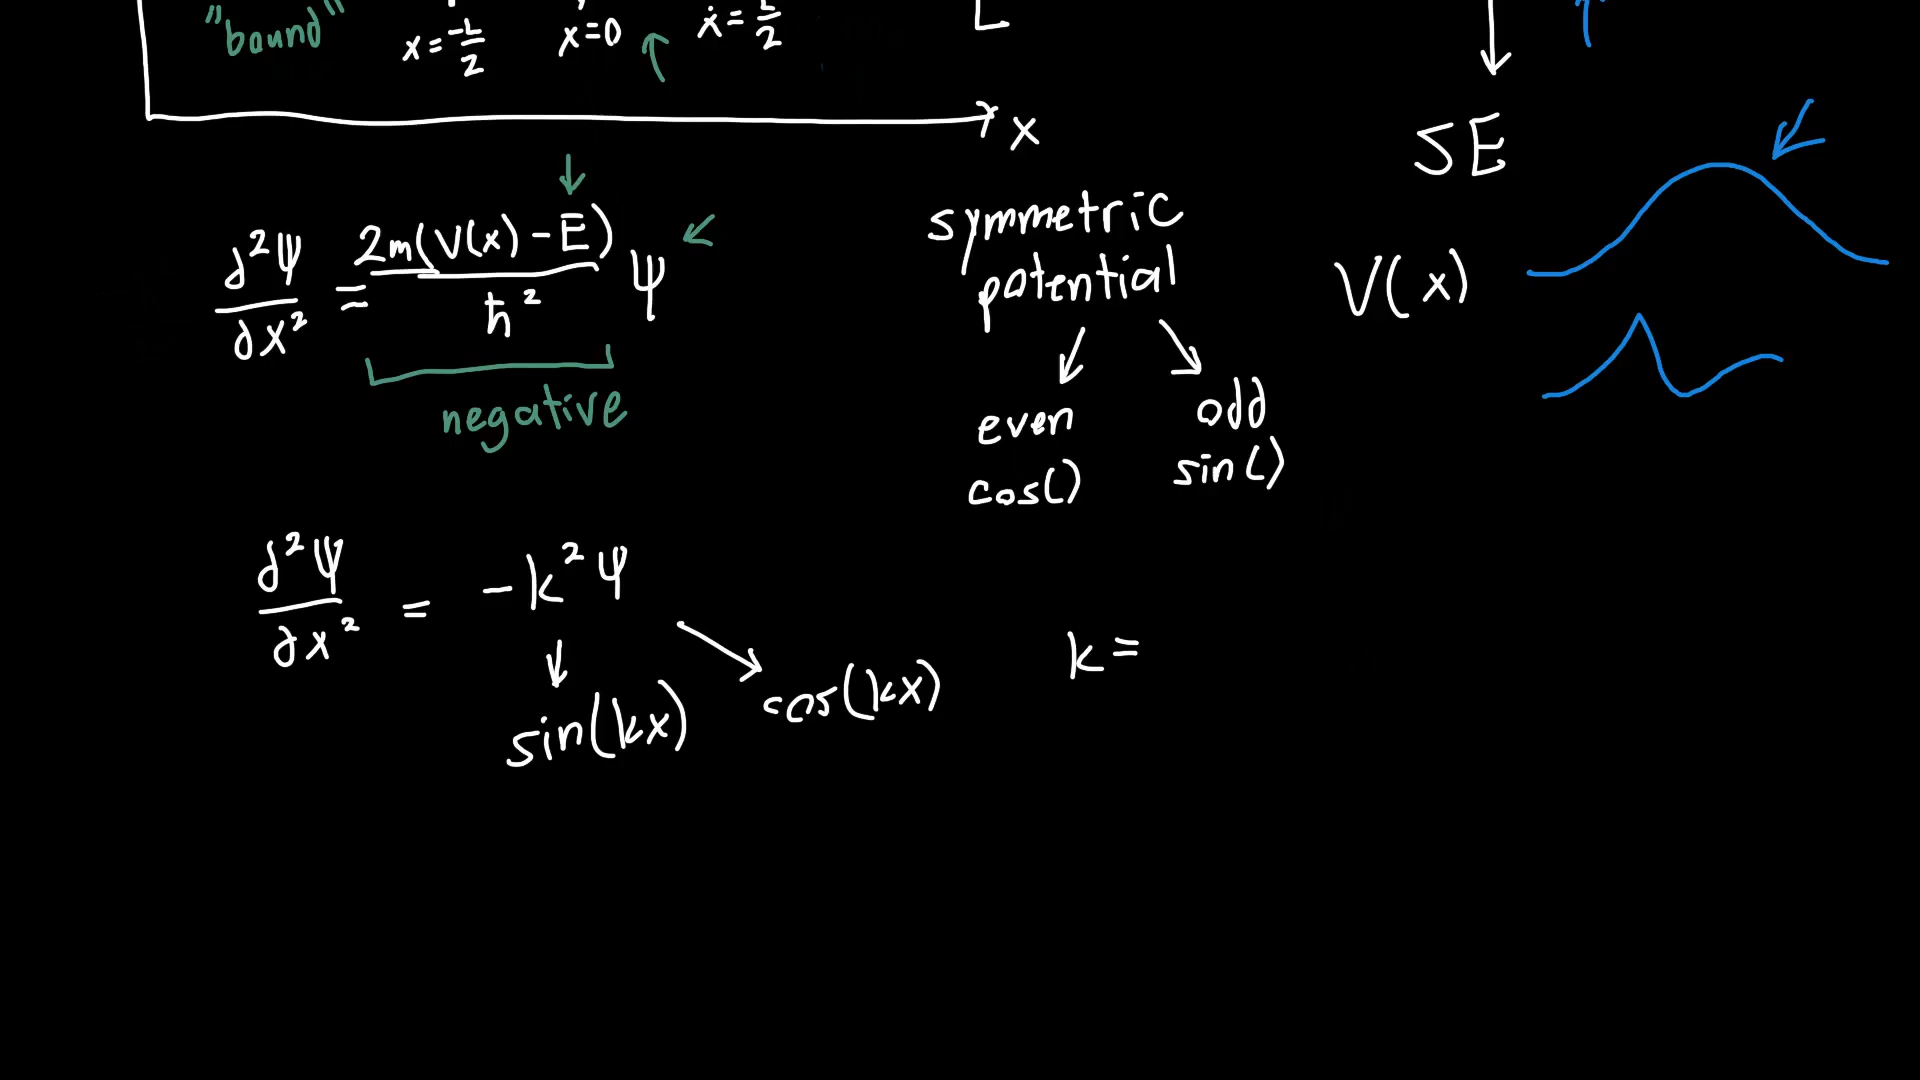 "bound"
x = -L/2
x=0
x = L/2
x
∂²ψ/∂x² = 2m(V(x) - E)/ħ² ψ
negative
symmetric
potential
even
cos()
odd
sin()
SE
V(x)
∂²ψ/∂x² = -k²ψ
sin(kx)
cos(kx)
k =